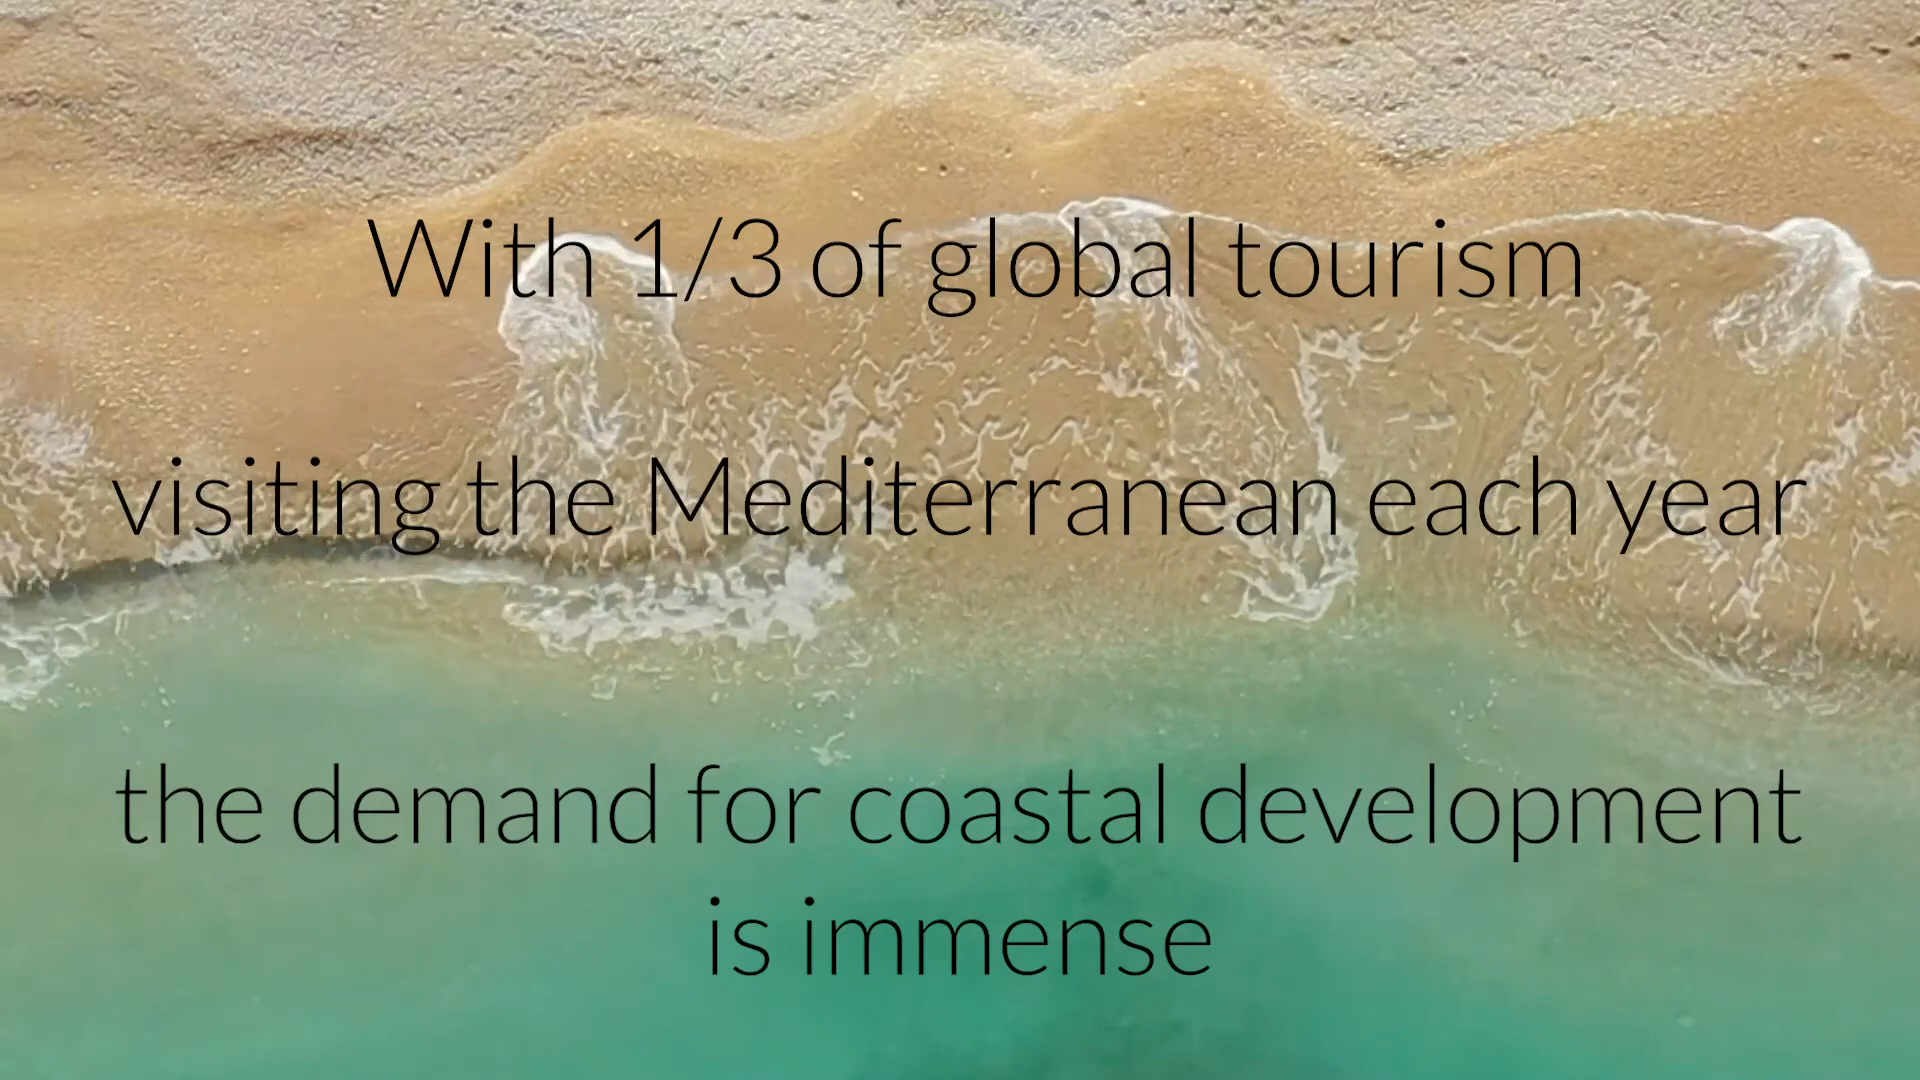 With 1/3 of global tourism
visiting the Mediterranean each year
the demand for coastal development
is immense